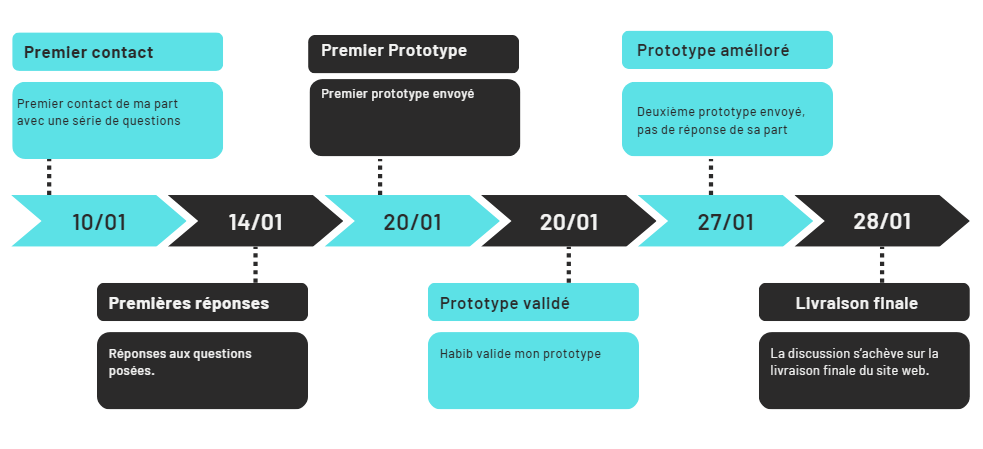 Premier contact
Premier contact de ma part
avec une série de questions
Premier Prototype
Premier prototype envoyé
Prototype amélioré
Deuxième prototype envoyé,
pas de réponse de sa part
10/01
14/01
20/01
20/01
27/01
28/01
Premières réponses
Réponses aux questions
posées.
Prototype validé
Habib valide mon prototype
Livraison finale
La discussion s'achève sur la
livraison finale du site web.